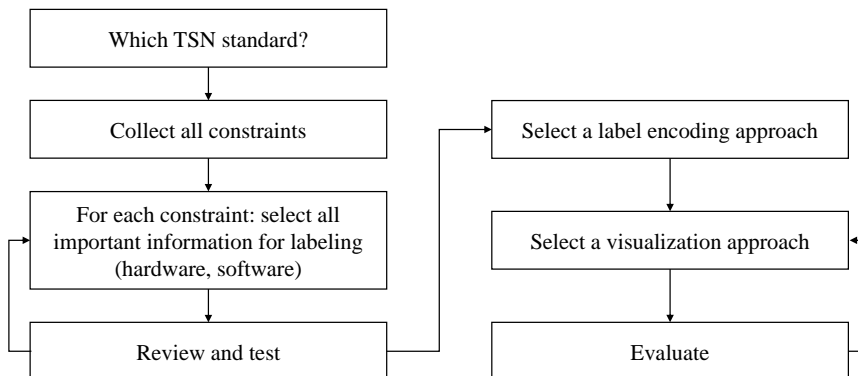 Which TSN standard?
Collect all constraints
For each constraint: select all
important information for labeling
(hardware, software)
Review and test
Select a label encoding approach
Select a visualization approach
Evaluate